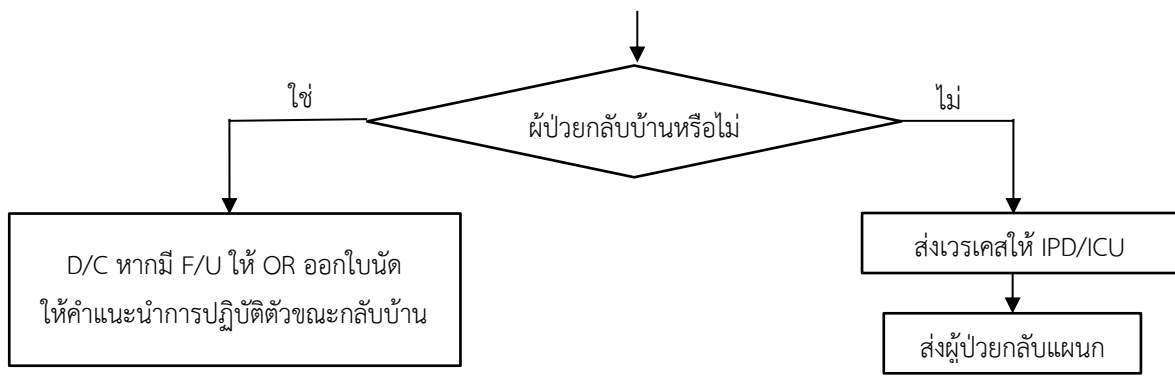 ใช่
ไม่
ผ้ป่วยกลับบ้านหรือไม่
D/C หากมี F/U ให้ OR ออกใบนัด
ให้คำแนะนำการปฏิบัติตัวขณะกลับบ้าน
ส่งเวรเคสให้ IPD/ICU
ส่งผู้ป่วยกลับแผนก